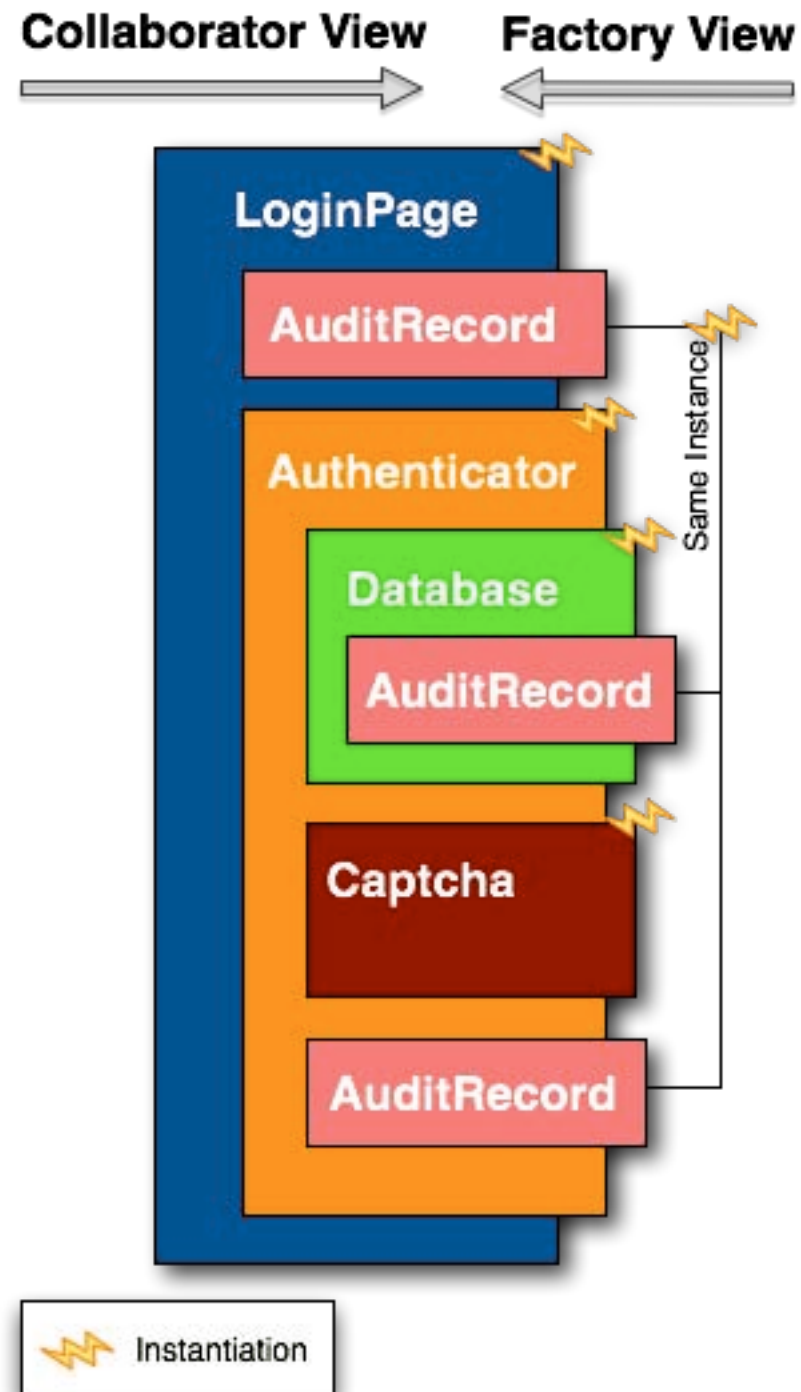 Collaborator View
Factory View
LoginPage
AuditRecord
Same Instance
Authenticator
Database
AuditRecord
Captcha
AuditRecord
Instantiation